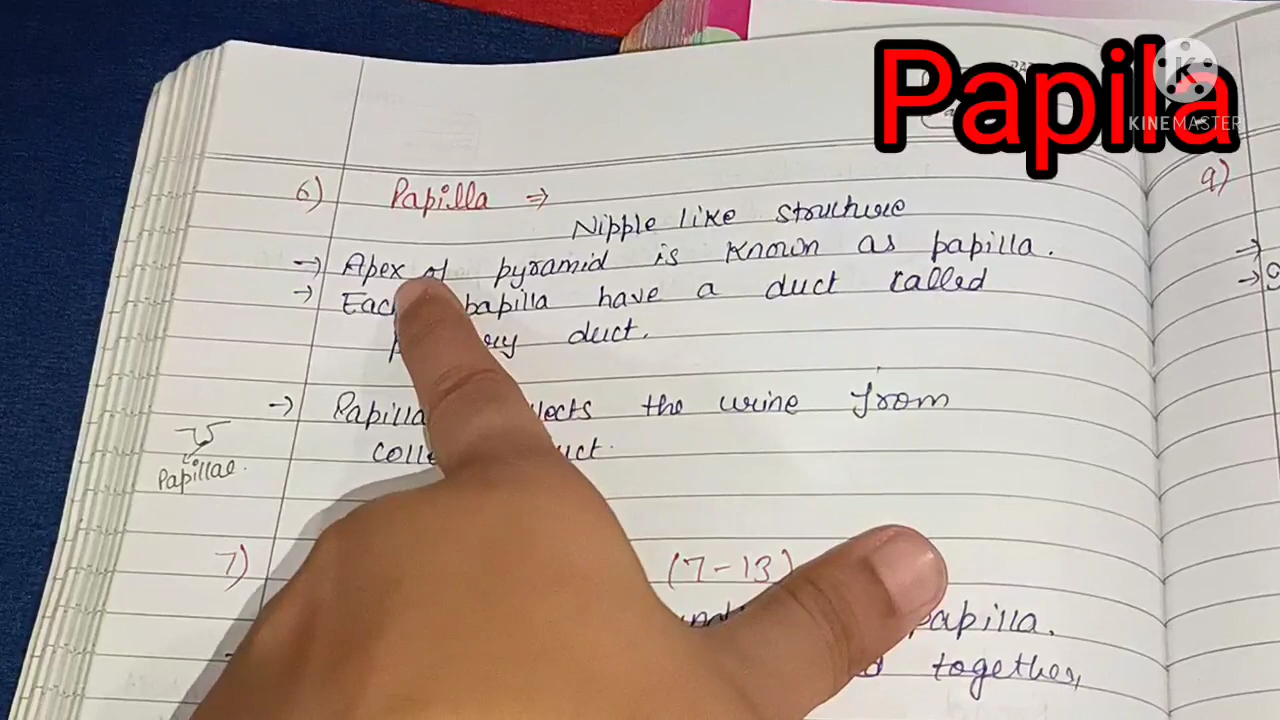 Papila
KINEMASTER
6) Papilla ⇒
Nipple like structure
→ Apex of pyramid is known as papilla.
→ Each papilla have a duct called
duct.
→ Papilla the urine from
duct.
Papillae.
7) (7-13)
papilla.
together,
9)